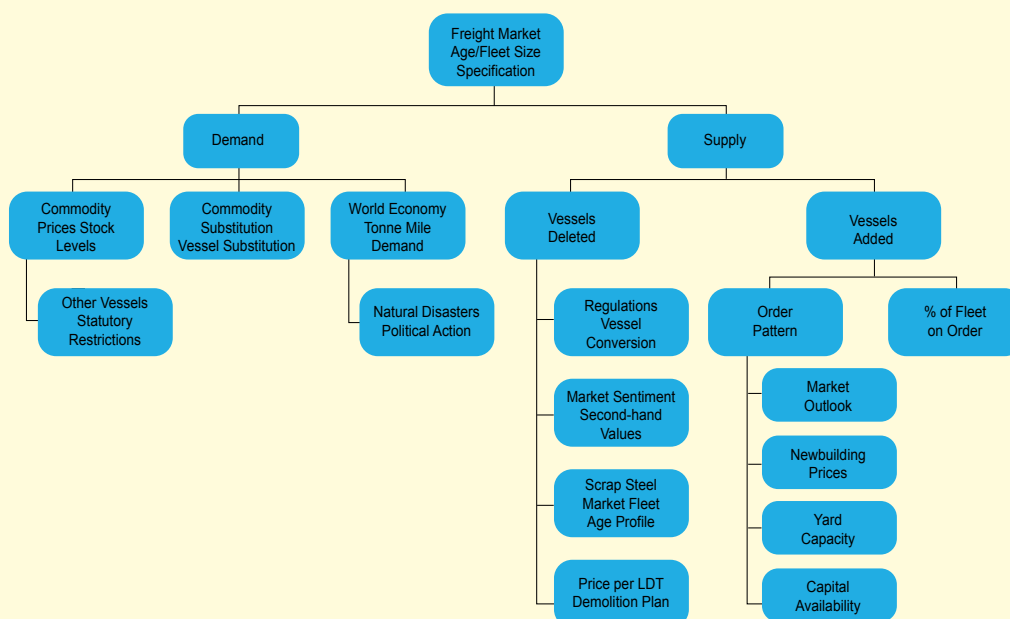 Freight Market
Age/Fleet Size
Specification
Demand
Supply
Commodity
Prices Stock
Levels
Commodity
Substitution
Vessel Substitution
World Economy
Tonne Mile
Demand
Vessels
Deleted
Vessels
Added
Other Vessels
Statutory
Restrictions
Natural Disasters
Political Action
Regulations
Vessel
Conversion
Order
Pattern
% of Fleet
on Order
Market Sentiment
Second-hand
Values
Market
Outlook
Newbuilding
Prices
Scrap Steel
Market Fleet
Age Profile
Yard
Capacity
Price per LDT
Demolition Plan
Capital
Availability